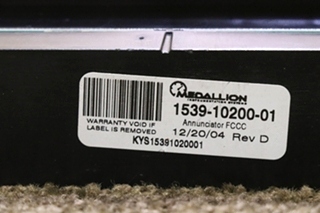 MEDALLION
INSTRUMENTATION SYSTEMS
1539-10200-01
Annunciator FCCC
12/20/04 Rev D
WARRANTY VOID IF
LABEL IS REMOVED
KYS15391020001